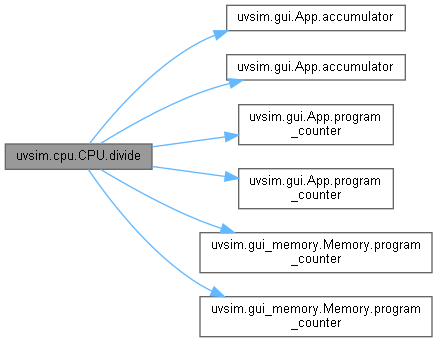 uvsim.cpu.CPU.divide
uvsim.gui.App.accumulator
uvsim.gui.App.accumulator
uvsim.gui.App.program
_counter
uvsim.gui.App.program
_counter
uvsim.gui_memory.Memory.program
_counter
uvsim.gui_memory.Memory.program
_counter